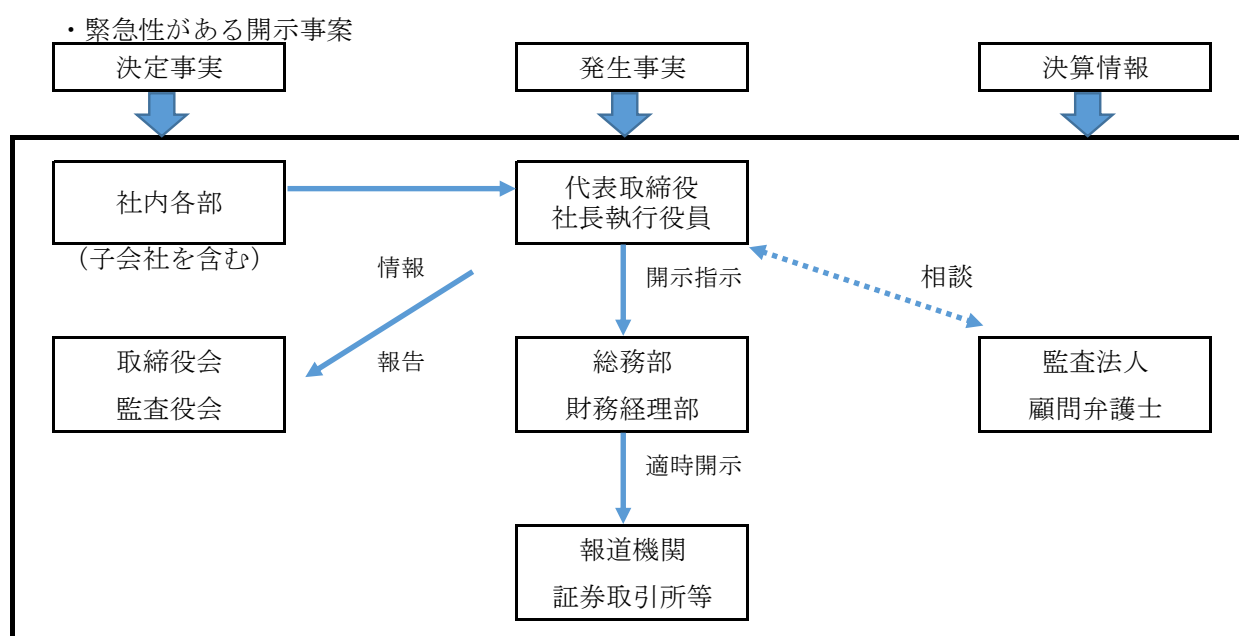 ・緊急性がある開示事案
決定事実
発生事実
決算情報
社内各部
(子会社を含む)
代表取締役
社長執行役員
情報
報告
開示指示
相談
取締役会
監査役会
総務部
財務経理部
監査法人
顧問弁護士
適時開示
報道機関
証券取引所等